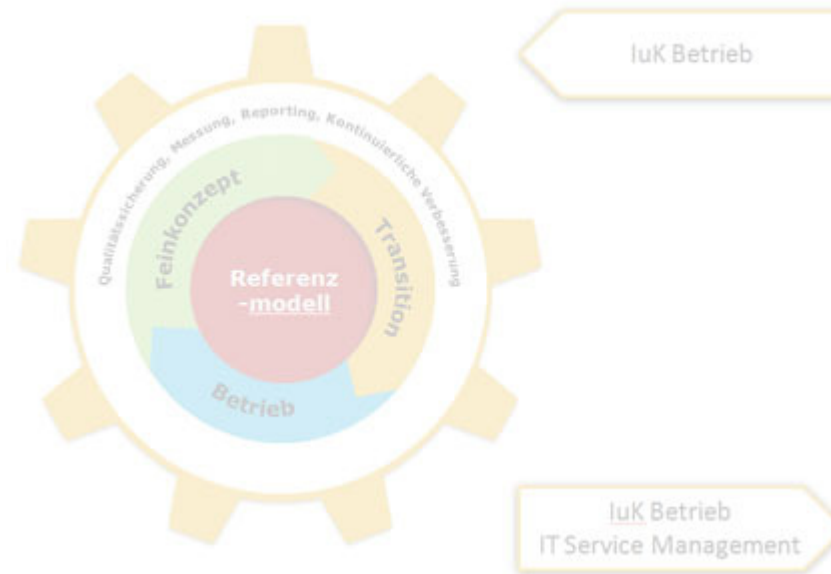 IuK Betrieb
Qualitätssicherung, Messung, Reporting, Kontinuierliche Verbesserung
Feinkonzept
Transition
Referenz
-modell
Betrieb
IuK Betrieb
IT Service Management